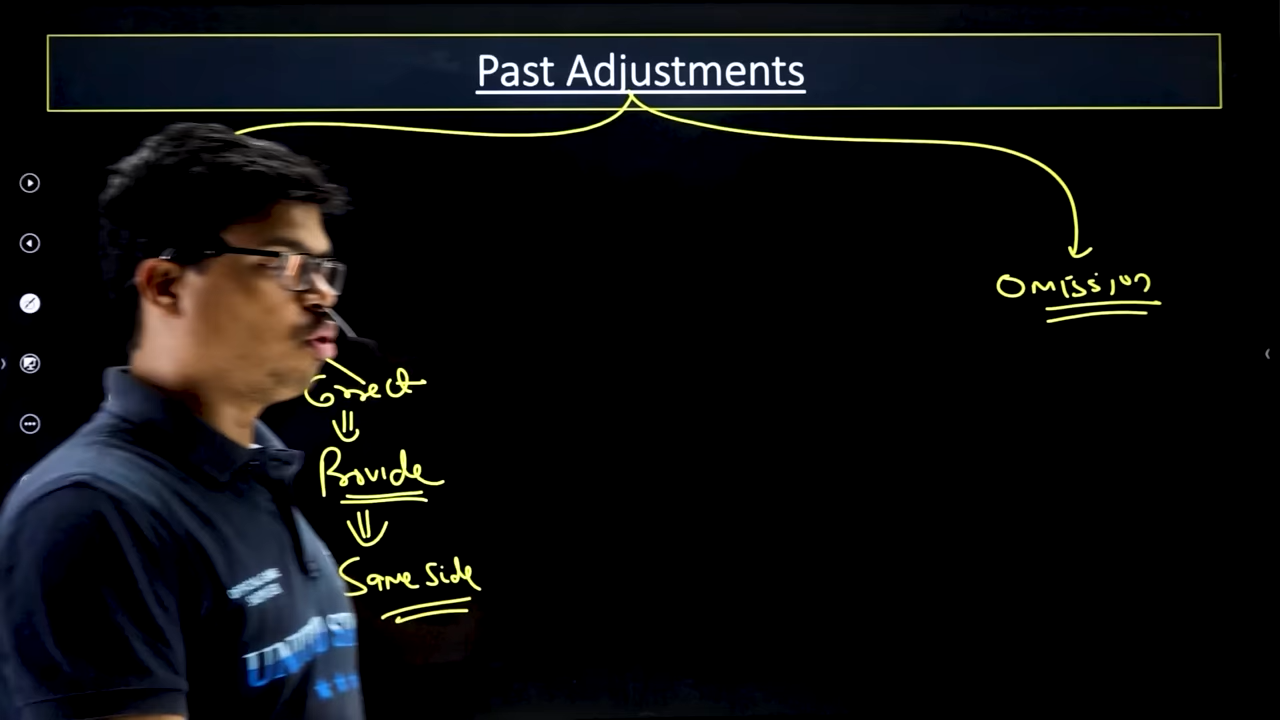 Past Adjustments
Omission
Correct
Provide
Same side